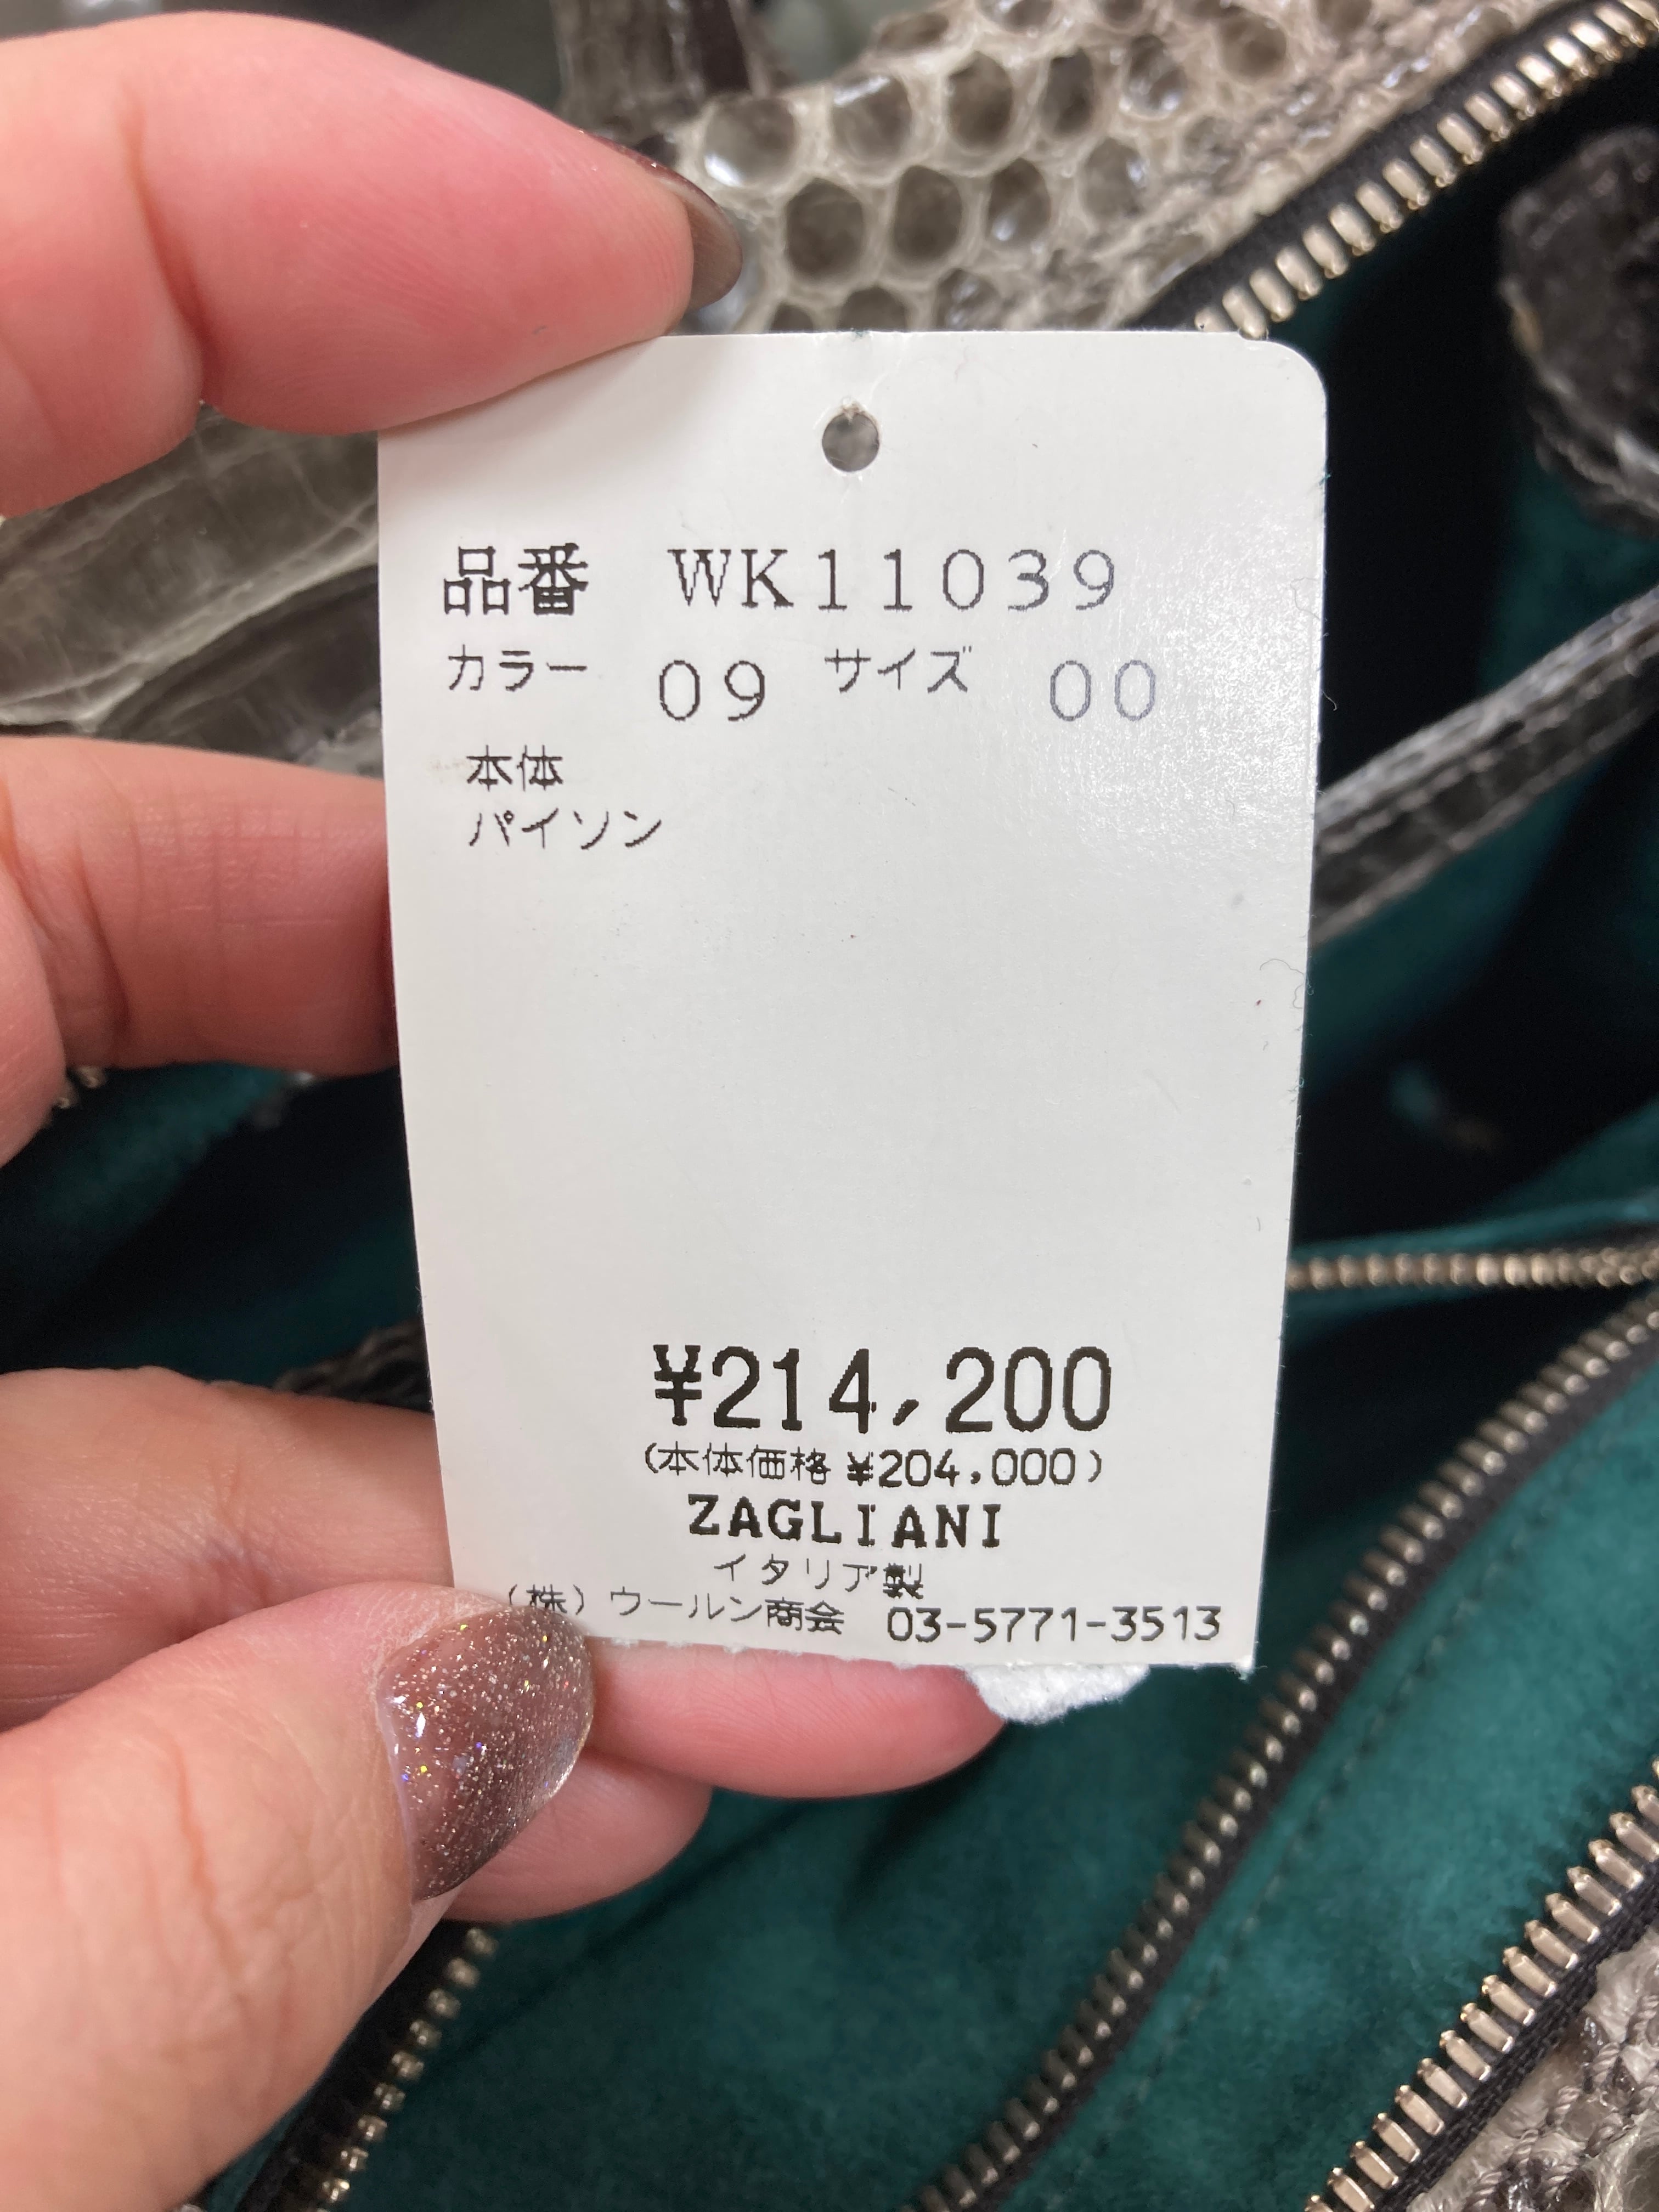 品番 WK11039
カラー 09 サイズ 00
本体
パイソン
¥214,200
(本体価格 ¥204,000)
ZAGLIANI
イタリア製
(株)ウールン商会 03-5771-3513